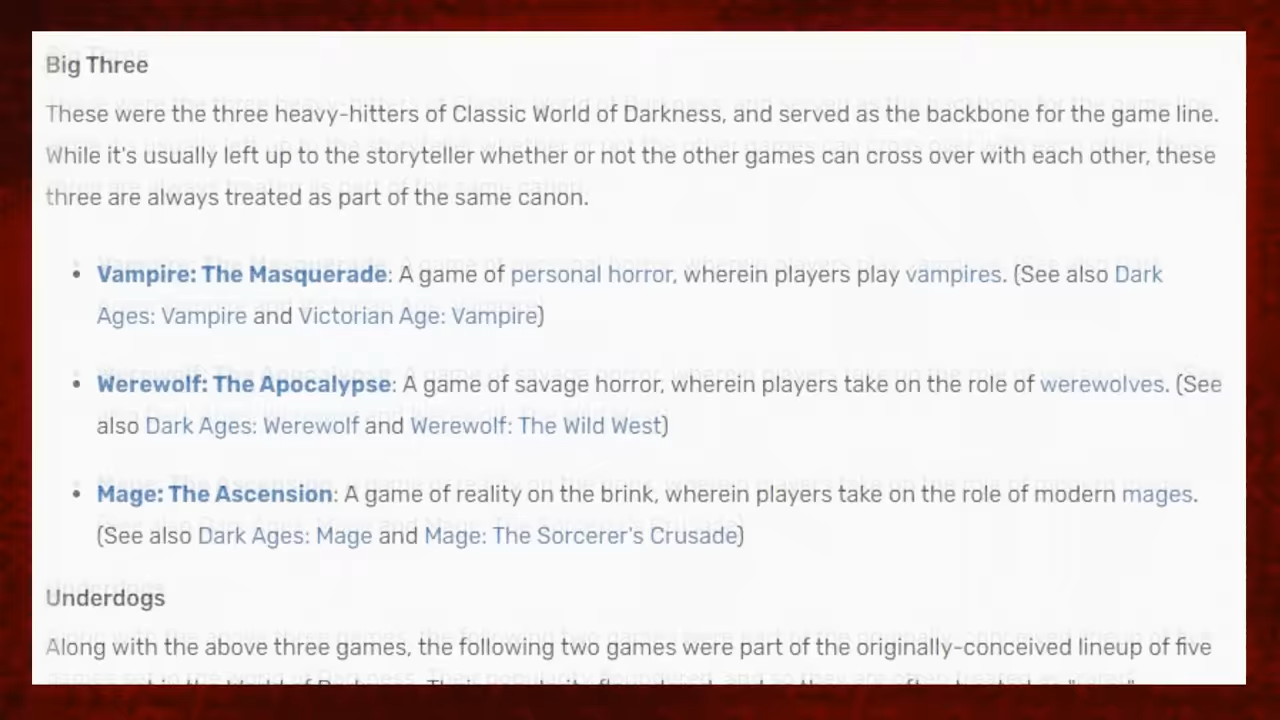 Big Three
These were the three heavy-hitters of Classic World of Darkness, and served as the backbone for the game line.
While it's usually left up to the storyteller whether or not the other games can cross over with each other, these
three are always treated as part of the same canon.
• Vampire: The Masquerade: A game of personal horror, wherein players play vampires. (See also Dark
Ages: Vampire and Victorian Age: Vampire)
• Werewolf: The Apocalypse: A game of savage horror, wherein players take on the role of werewolves. (See
also Dark Ages: Werewolf and Werewolf: The Wild West)
• Mage: The Ascension: A game of reality on the brink, wherein players take on the role of modern mages.
(See also Dark Ages: Mage and Mage: The Sorcerer's Crusade)
Underdogs
Along with the above three games, the following two games were part of the originally-conceived lineup of five